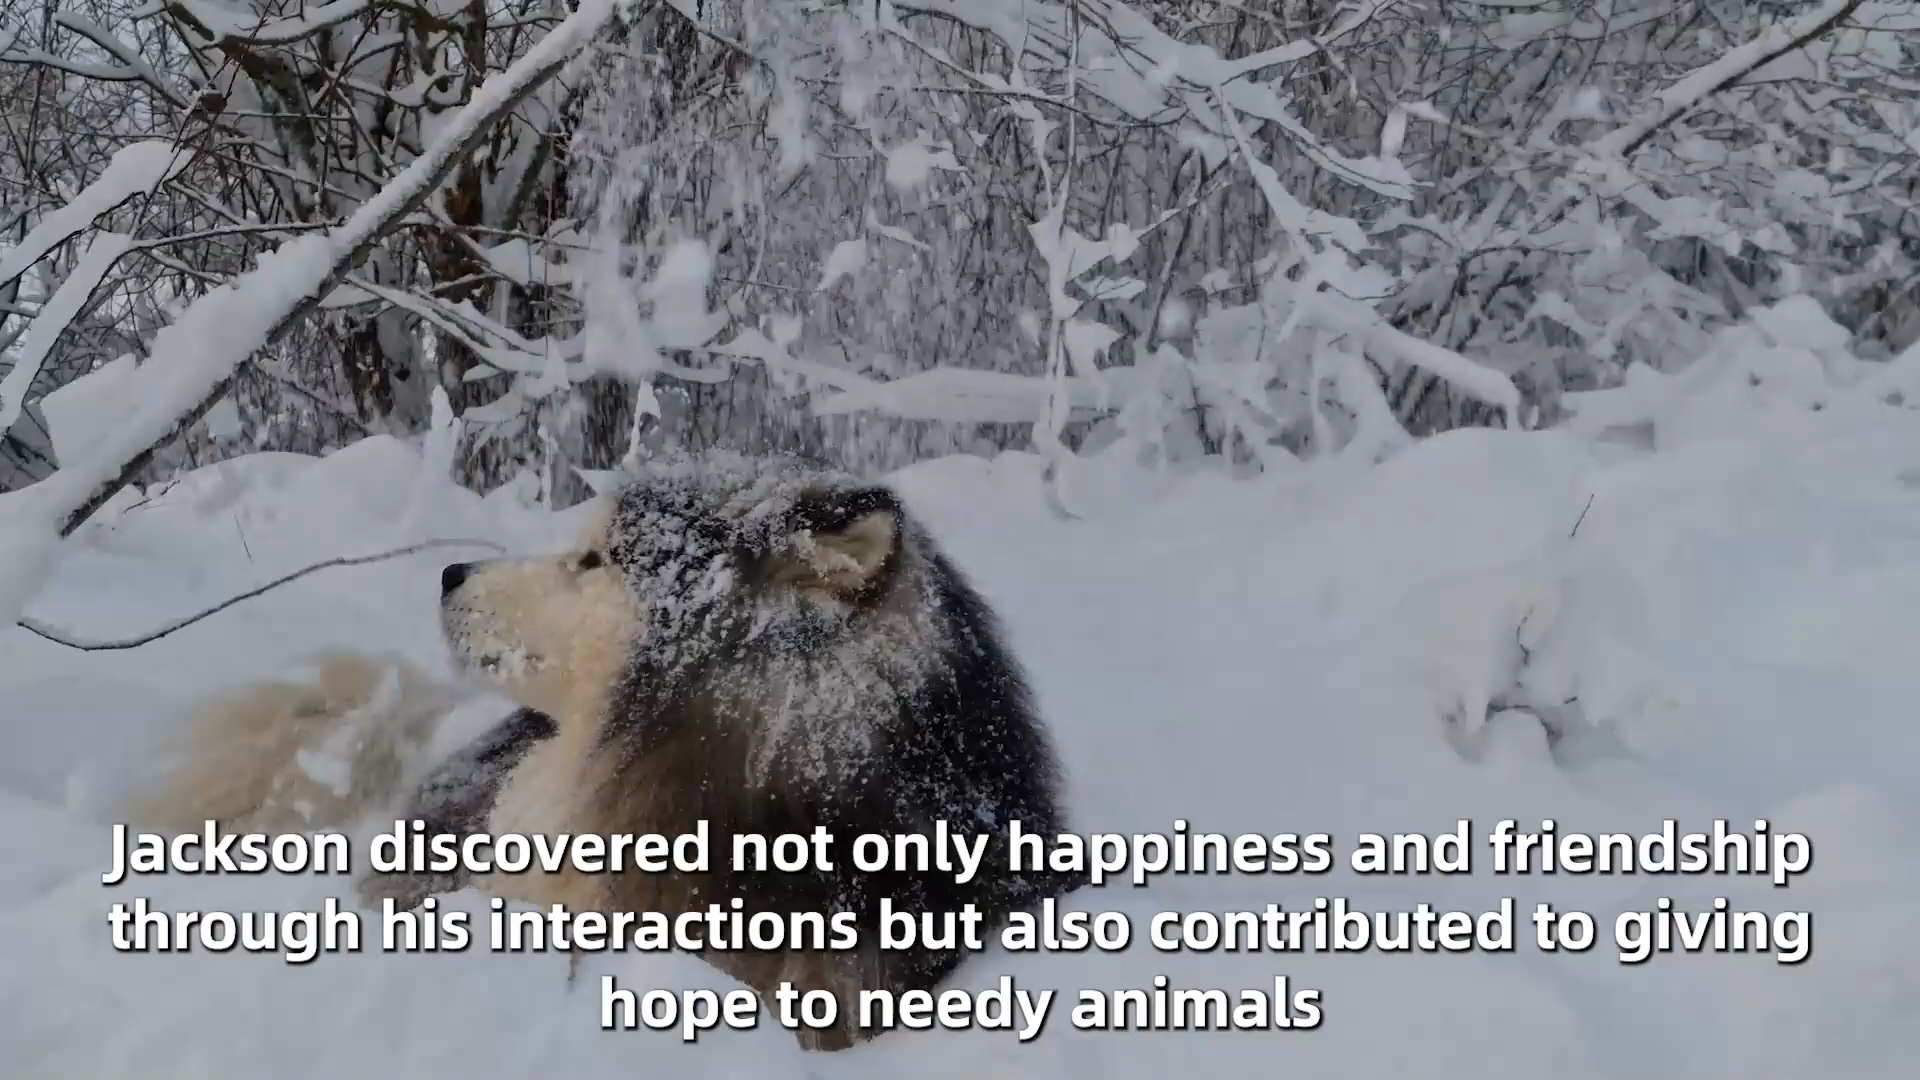 Jackson discovered not only happiness and friendship
through his interactions but also contributed to giving
hope to needy animals